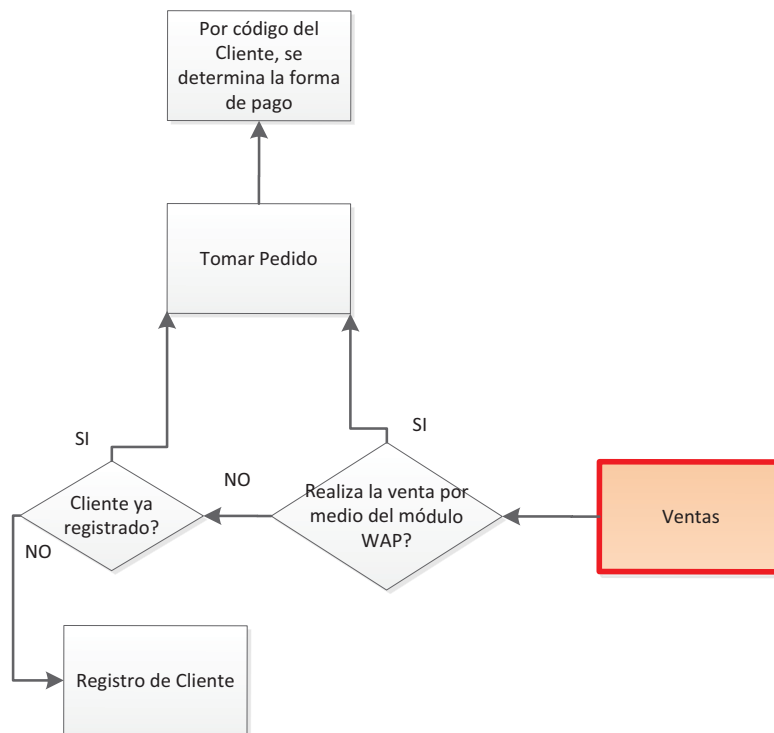 Por código del
Cliente, se
determina la forma
de pago
Tomar Pedido
SI
SI
NO
Cliente ya
registrado?
Realiza la venta por
medio del módulo
WAP?
Ventas
NO
Registro de Cliente